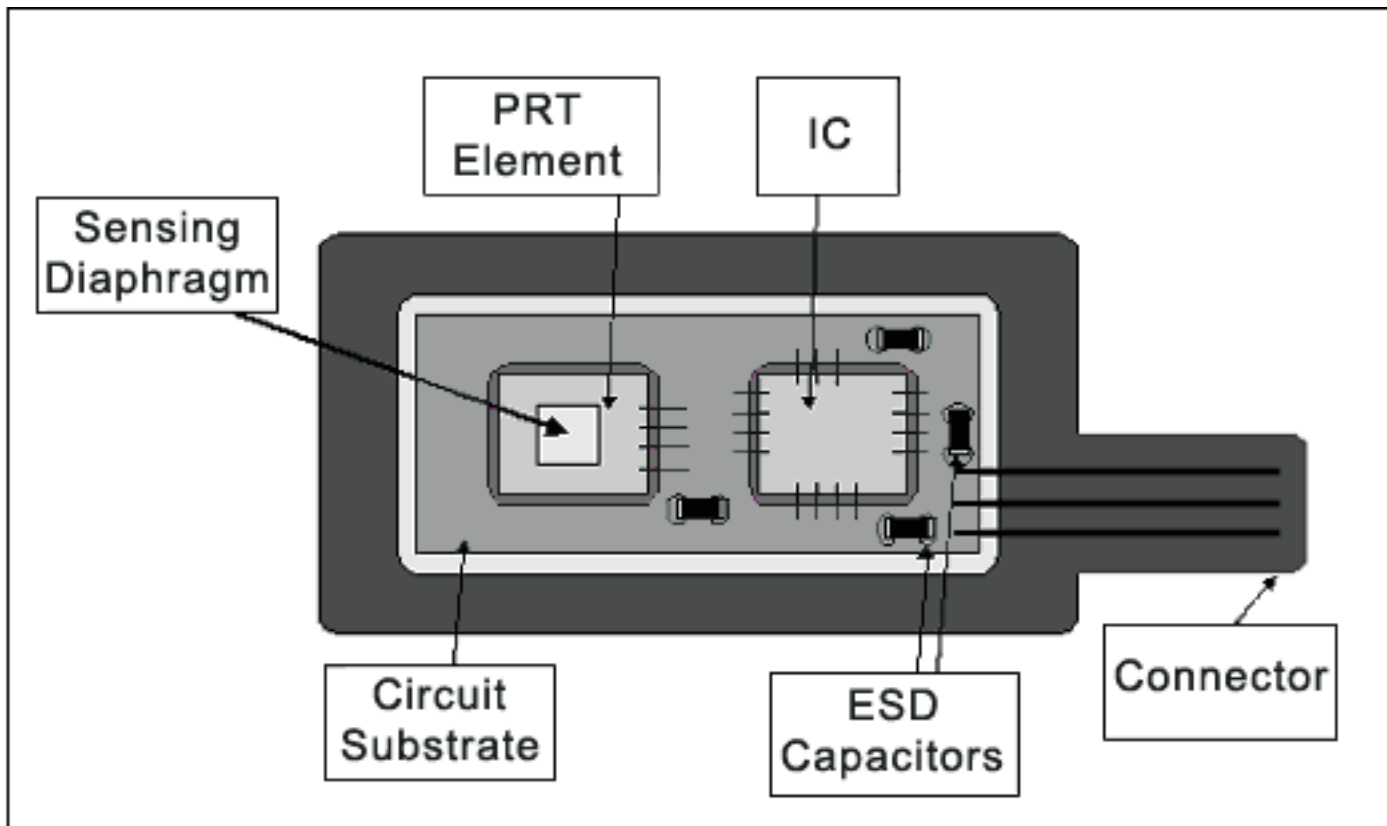 PRT
Element
IC
Sensing
Diaphragm
Circuit
Substrate
ESD
Capacitors
Connector